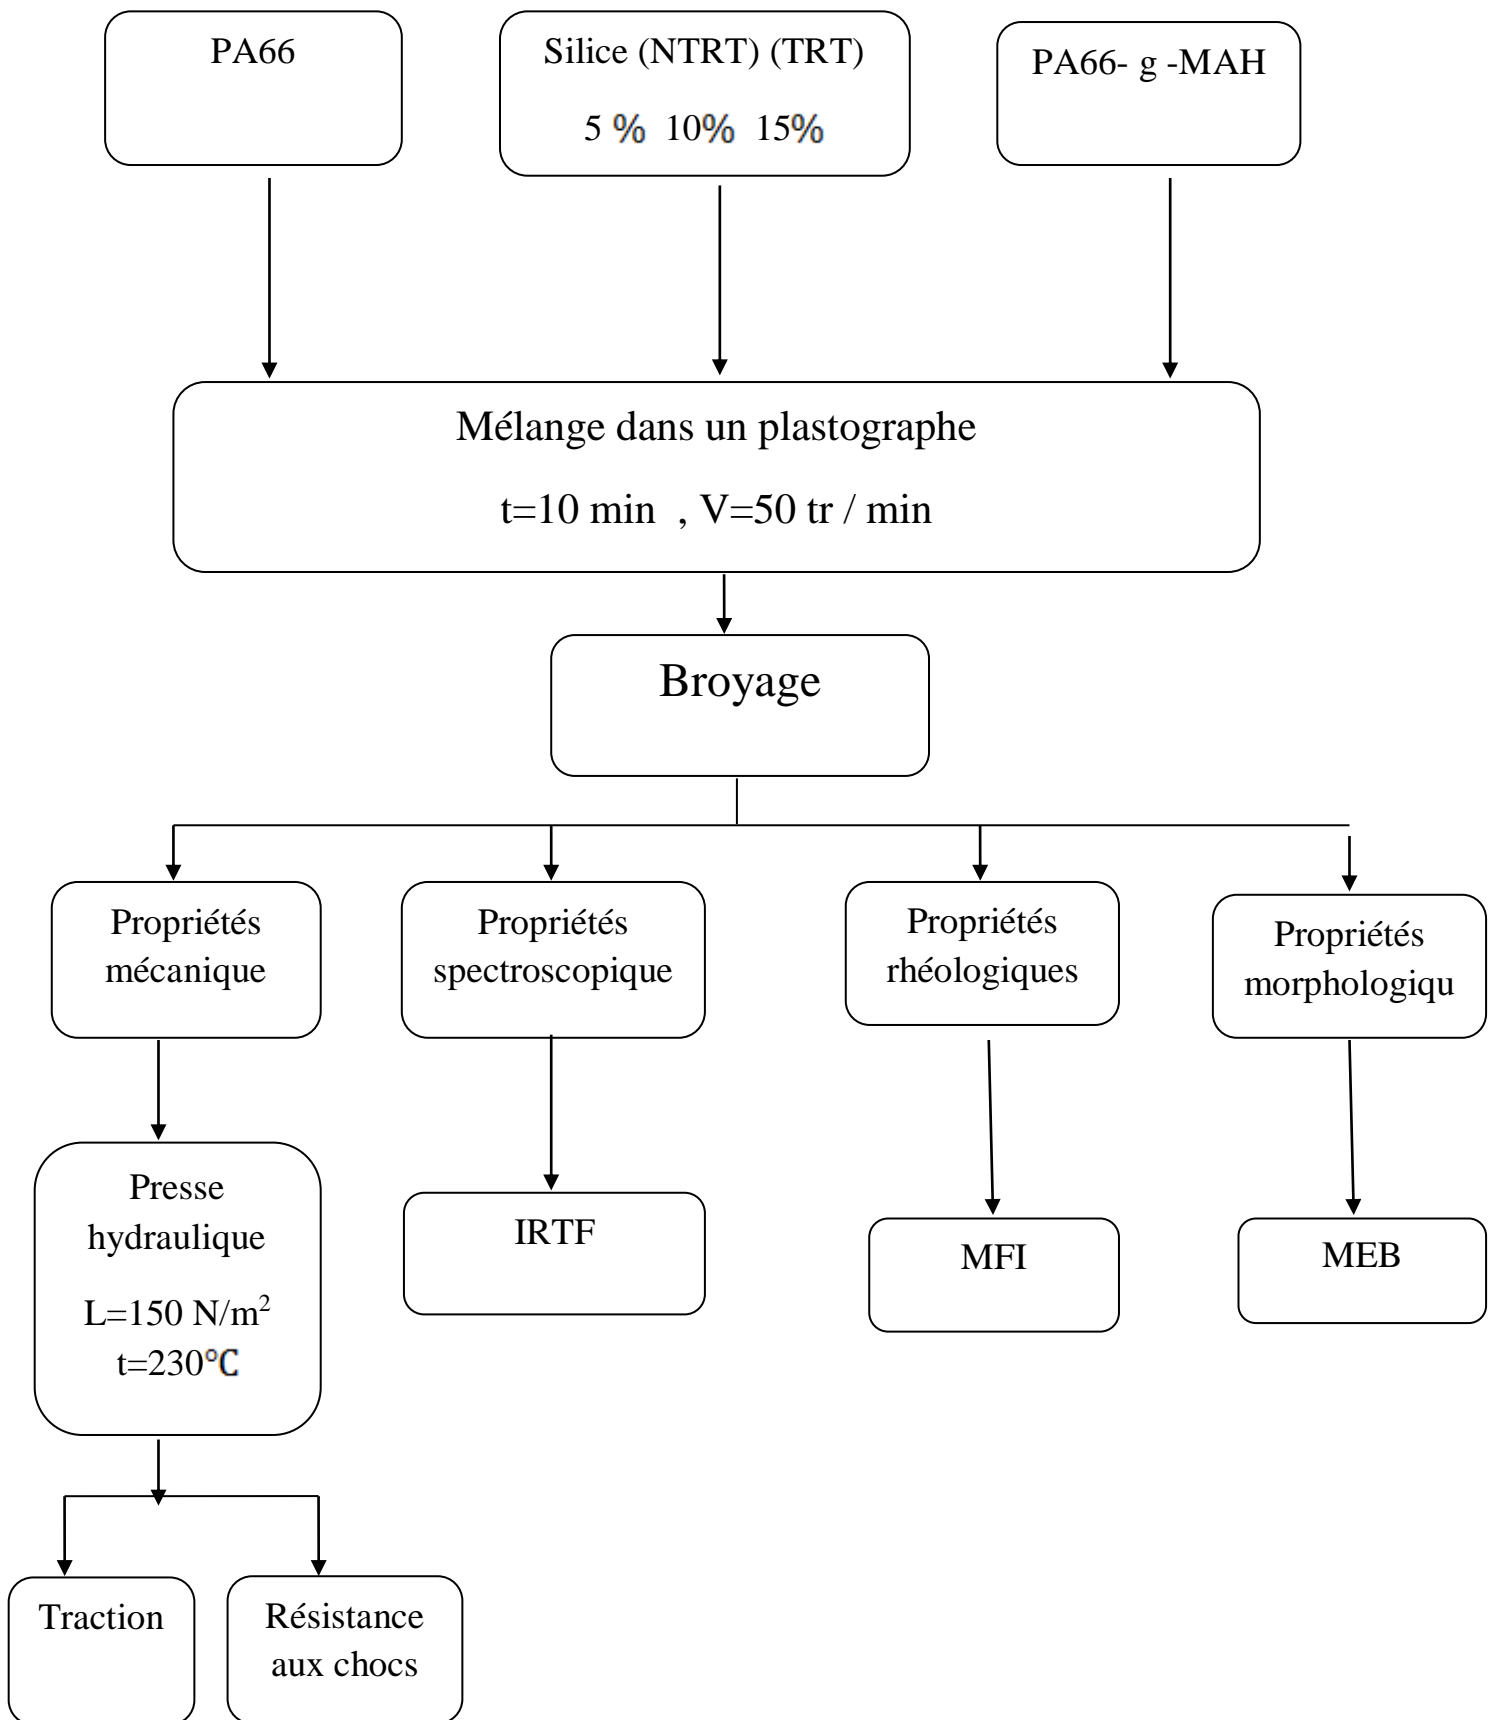 PA66
Silice (NTRT) (TRT)
5 % 10% 15%
PA66- g -MAH
Mélange dans un plastographe
t=10 min , V=50 tr / min
Broyage
Propriétés
mécanique
Propriétés
spectroscopique
Propriétés
rhéologiques
Propriétés
morphologiqu
Presse
hydraulique
L=150 N/m²
t=230℃
IRTF
MFI
MEB
Traction
Résistance
aux chocs